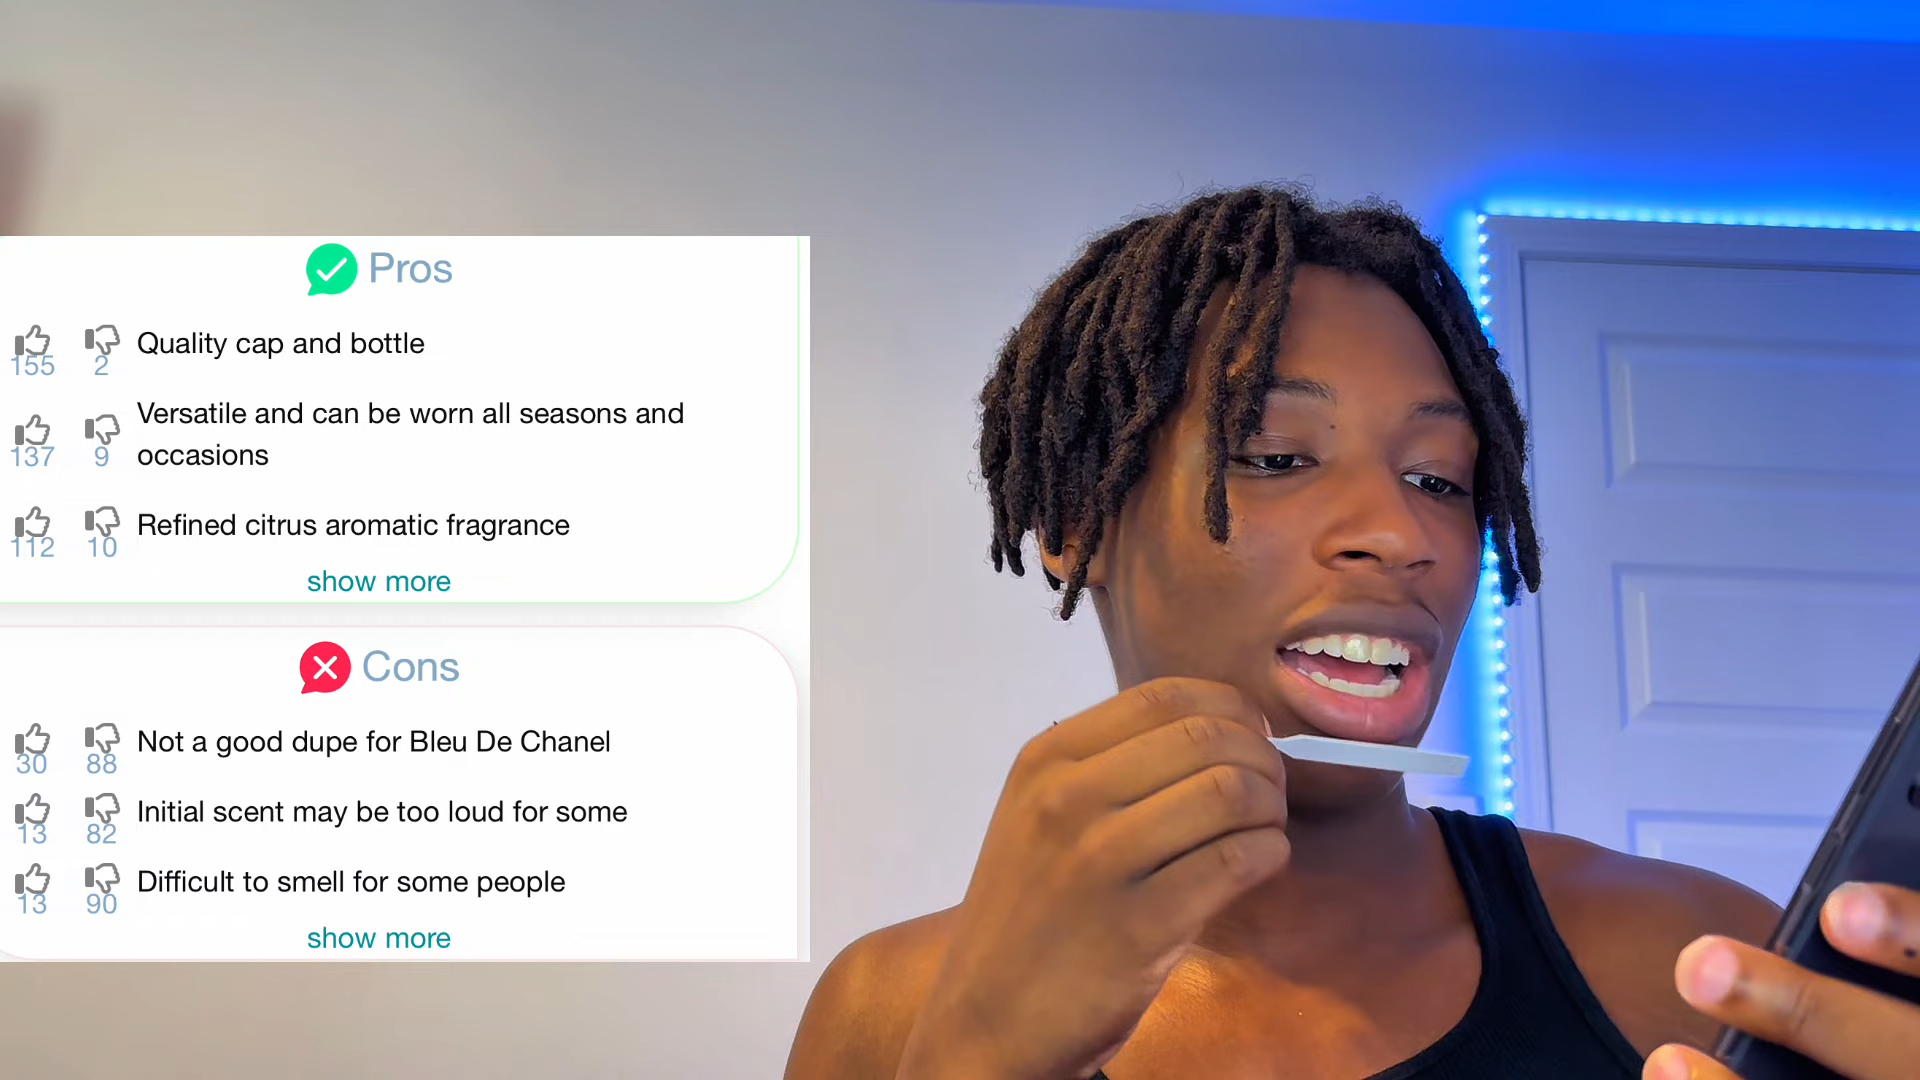 Pros
155 2 Quality cap and bottle
Versatile and can be worn all seasons and
137 9 occasions
112 10 Refined citrus aromatic fragrance
show more
Cons
30 88 Not a good dupe for Bleu De Chanel
13 82 Initial scent may be too loud for some
13 90 Difficult to smell for some people
show more